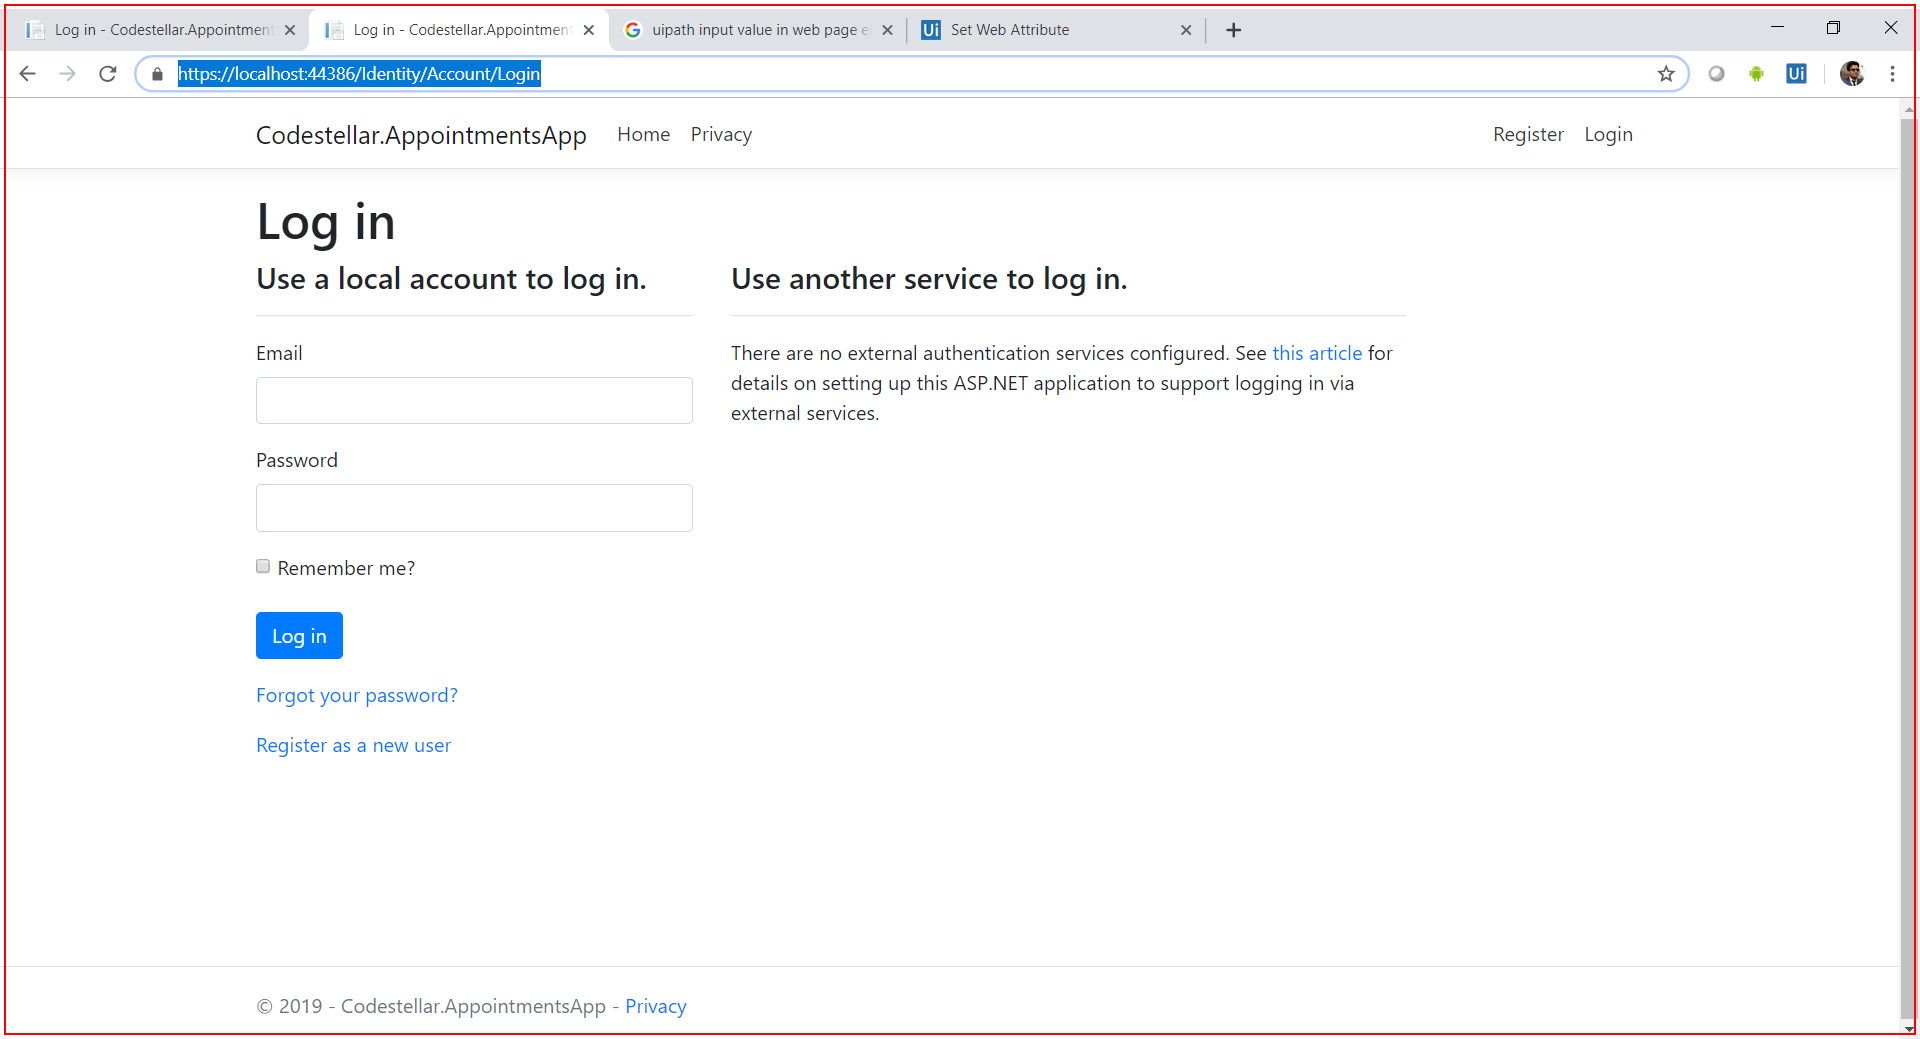 Log in - Codestellar.Appointment
Log in - Codestellar.Appointmen
uipath input value in web page e
Ui Set Web Attribute
https://localhost:44386/Identity/Account/Login
Ui
Codestellar.AppointmentsApp Home Privacy Register Login
Log in
Use a local account to log in.
Email
Password
Remember me?
Log in
Forgot your password?
Register as a new user
Use another service to log in.
There are no external authentication services configured. See this article for
details on setting up this ASP.NET application to support logging in via
external services.
© 2019 - Codestellar.AppointmentsApp - Privacy